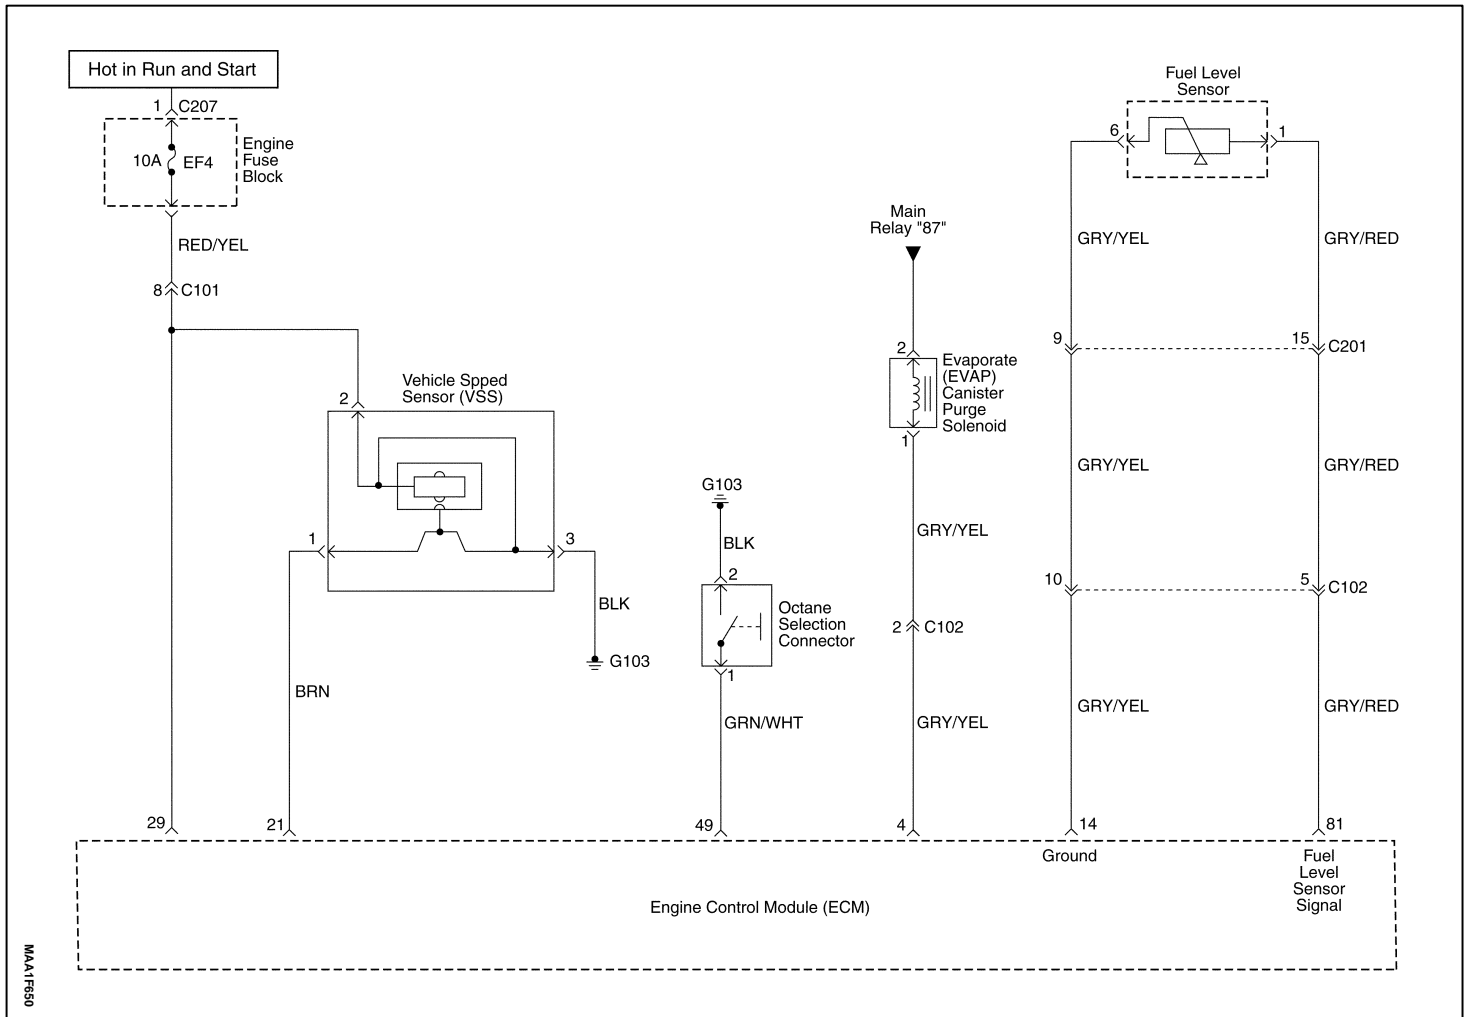 Hot in Run and Start
1 C207
10A EF4
Engine
Fuse
Block
RED/YEL
8 C101
Vehicle Spped
Sensor (VSS)
2
1
3
BLK
G103
BRN
G103
BLK
2
Octane
Selection
Connector
1
GRN/WHT
Main
Relay "87"
2
Evaporate
(EVAP)
Canister
Purge
Solenoid
1
GRY/YEL
2 C102
GRY/YEL
Fuel Level
Sensor
6
1
GRY/YEL
GRY/RED
9
15 C201
GRY/YEL
GRY/RED
10
5 C102
GRY/YEL
GRY/RED
29
21
49
4
14
81
Ground
Fuel
Level
Sensor
Signal
Engine Control Module (ECM)
MAA1F650